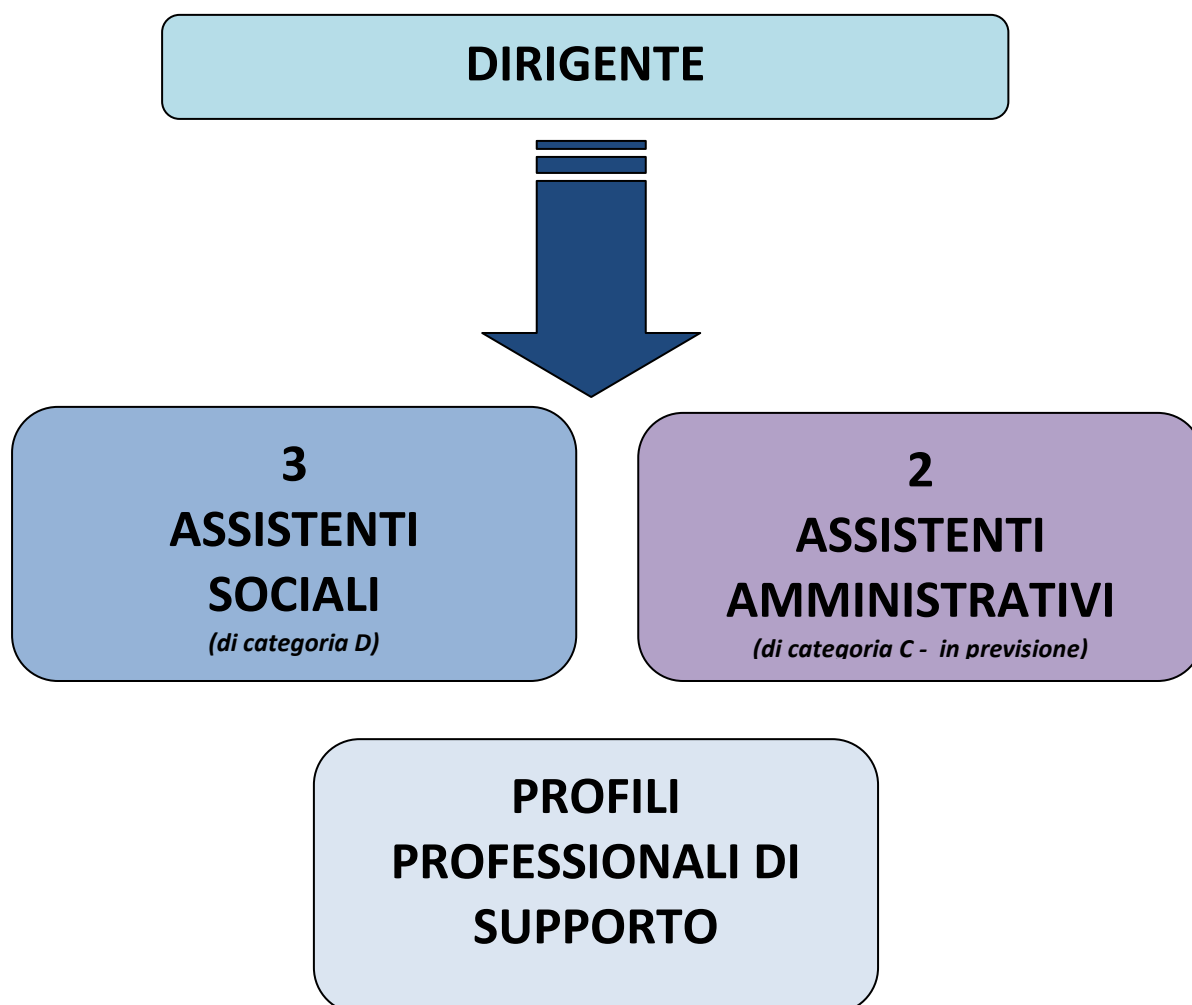 DIRIGENTE
3
ASSISTENTI
SOCIALI
(di categoria D)
2
ASSISTENTI
AMMINISTRATIVI
(di categoria C -  in previsione)
PROFILI
PROFESSIONALI DI
SUPPORTO